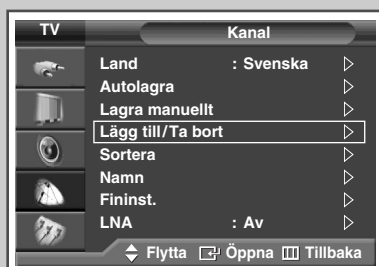 TV Kanal
Land : Svenska
Autolagra
Lagra manuellt
Lägg till/Ta bort
Sortera
Namn
Fininst.
LNA : Av
Flytta Öppna Tillbaka